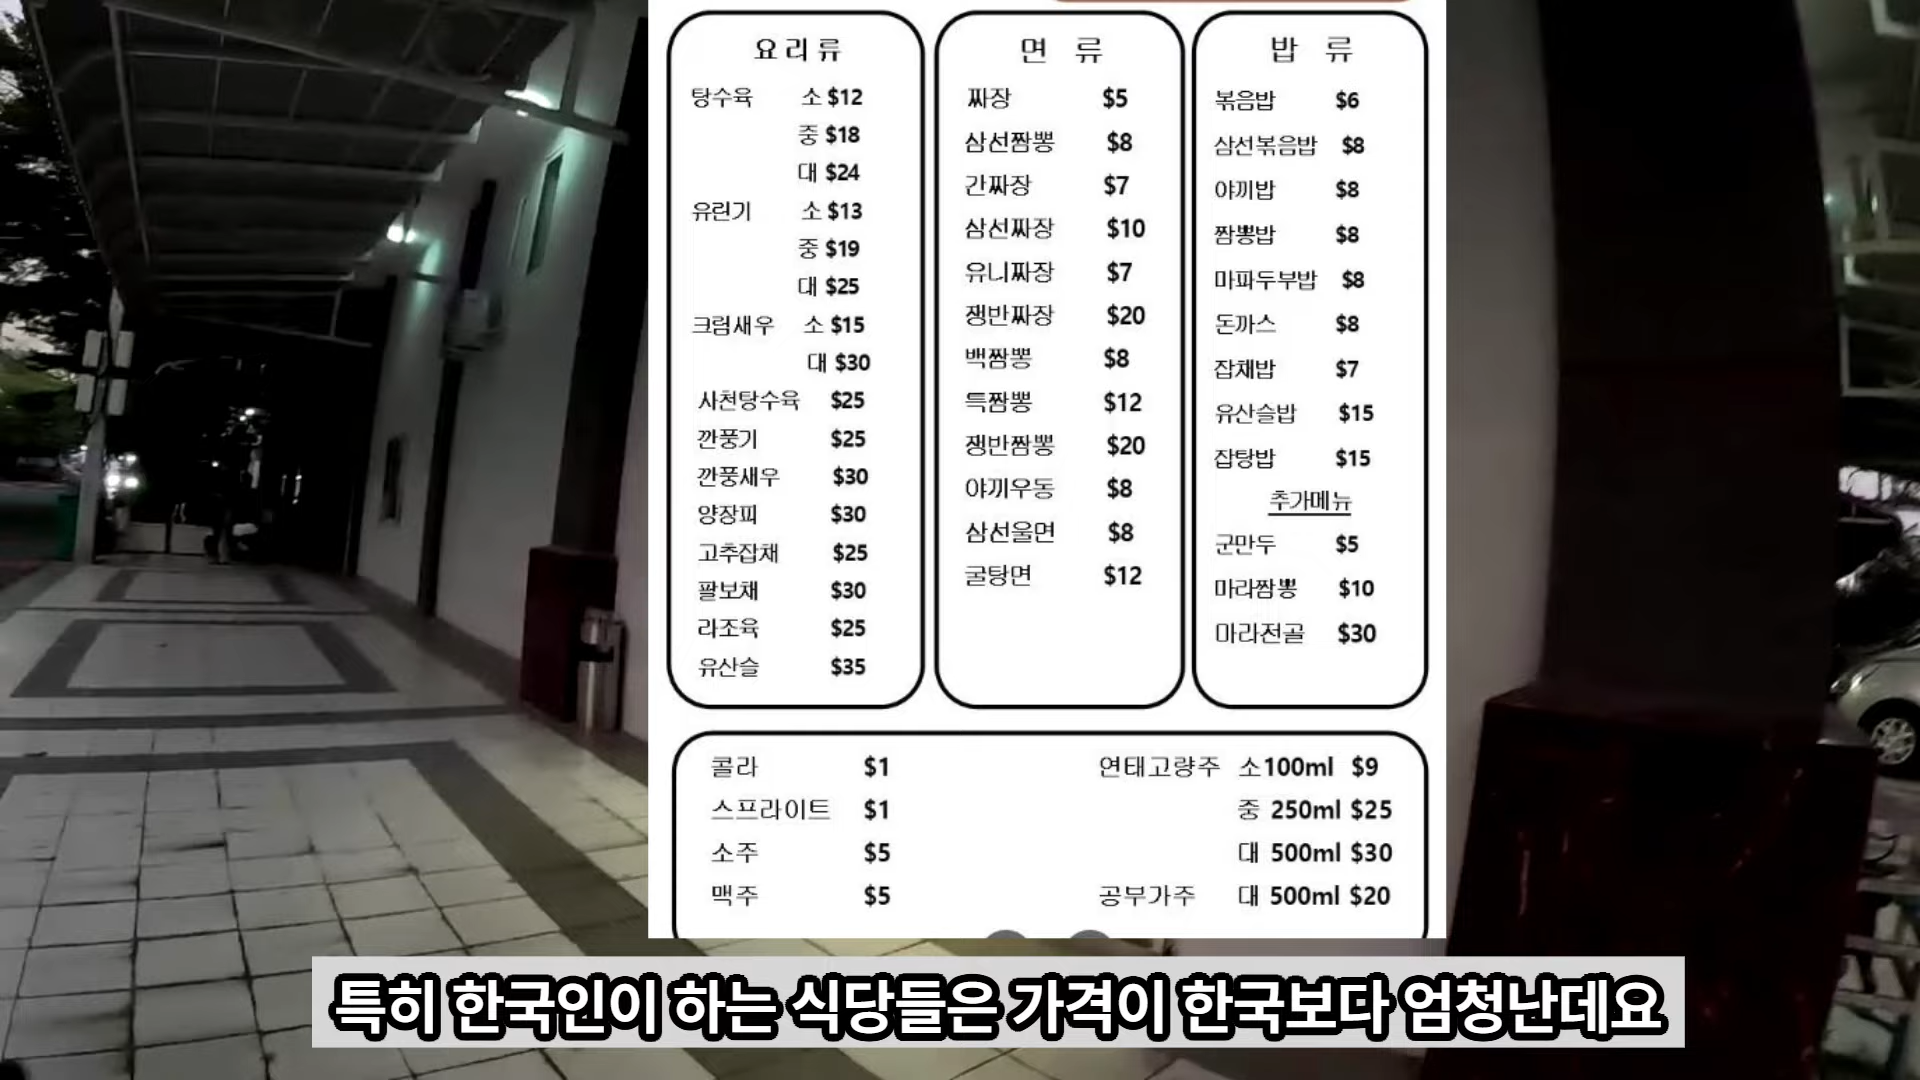 요리류
탕수육 소 $12
중 $18
대 $24
유린기 소 $13
중 $19
대 $25
크림새우 소 $15
대 $30
사천탕수육 $25
깐풍기 $25
깐풍새우 $30
양장피 $30
고추잡채 $25
팔보채 $30
라조육 $25
유산슬 $35
면 류
짜장 $5
삼선짬뽕 $8
간짜장 $7
삼선짜장 $10
유니짜장 $7
쟁반짜장 $20
백짬뽕 $8
특짬뽕 $12
쟁반짬뽕 $20
야끼우동 $8
삼선울면 $8
굴탕면 $12
밥 류
볶음밥 $6
삼선볶음밥 $8
야끼밥 $8
짬뽕밥 $8
마파두부밥 $8
돈까스 $8
잡채밥 $7
유산슬밥 $15
잡탕밥 $15
추가메뉴
군만두 $5
마라짬뽕 $10
마라전골 $30
콜라 $1
스프라이트 $1
소주 $5
맥주 $5
연태고량주 소100ml $9
중 250ml $25
대 500ml $30
공부가주 대 500ml $20
특히 한국인이 하는 식당들은 가격이 한국보다 엄청난데요